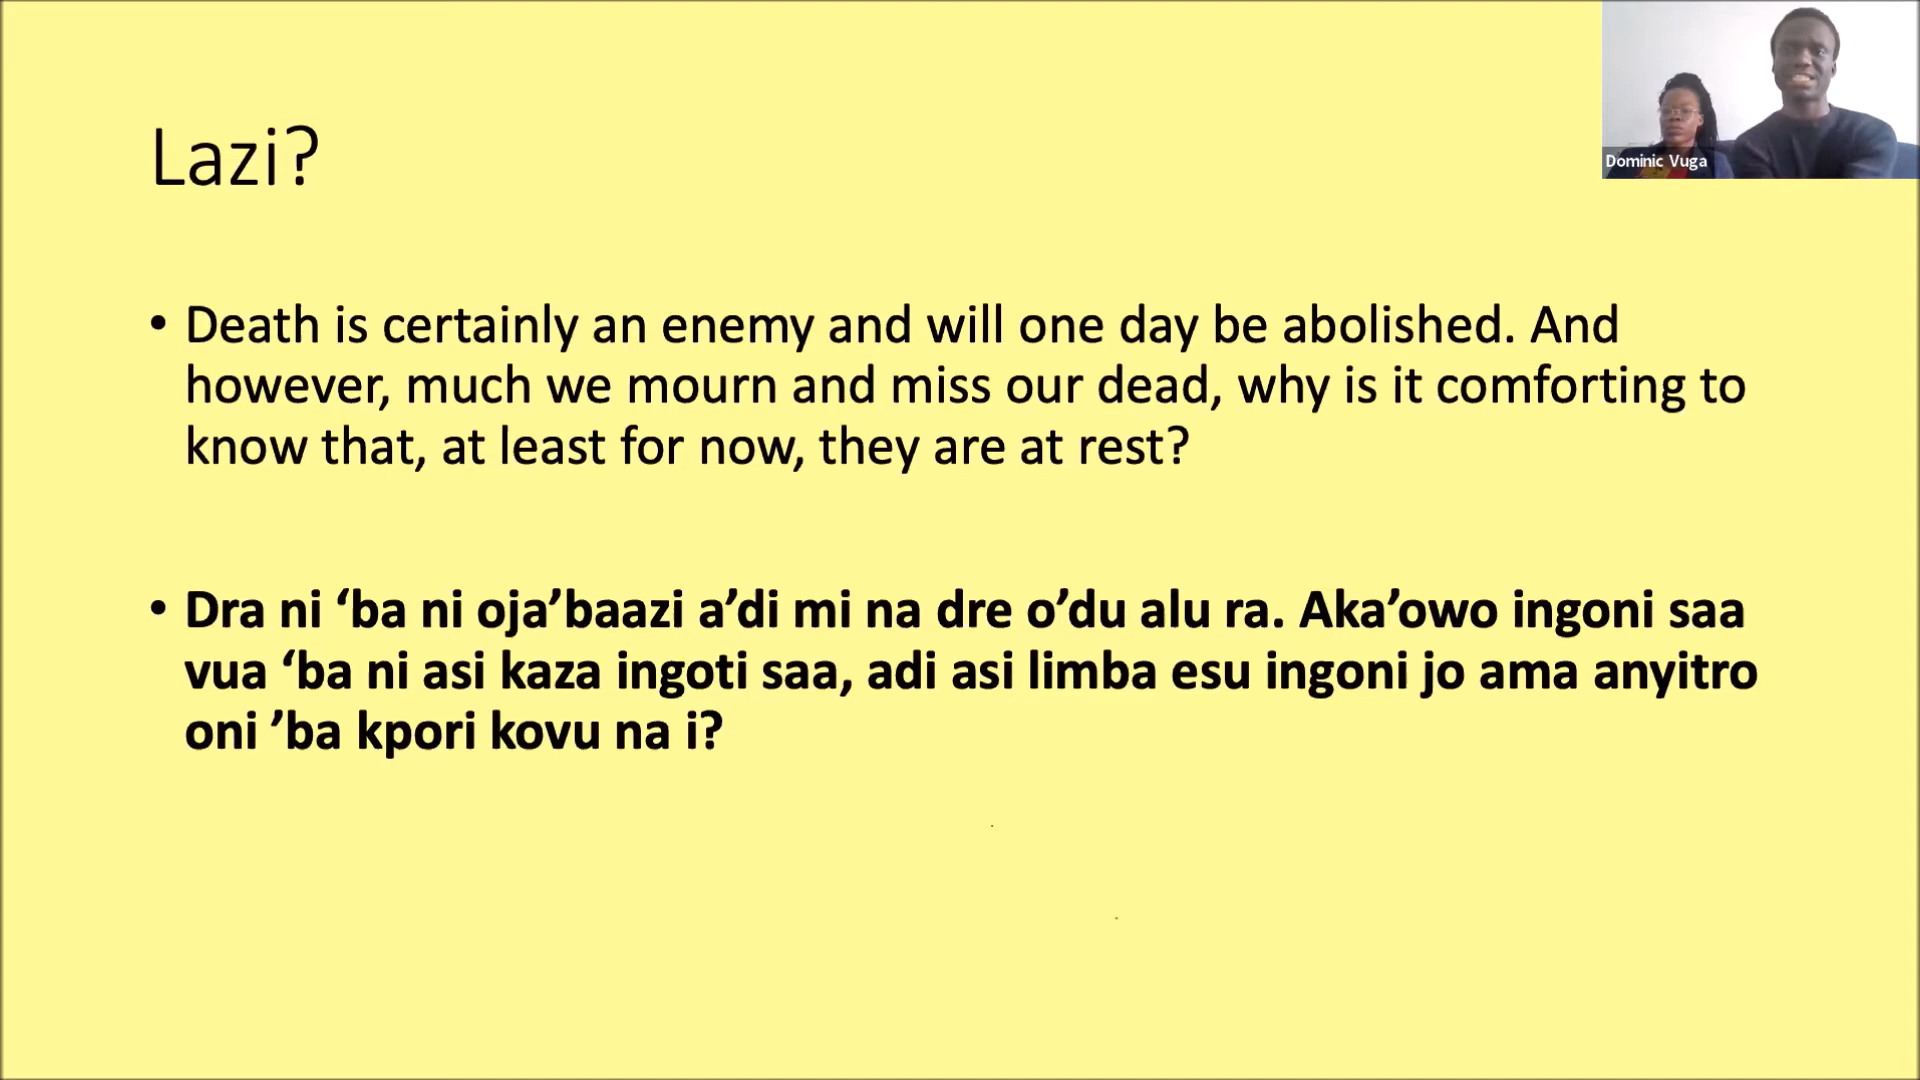 Lazi?
Dominic Vuga
• Death is certainly an enemy and will one day be abolished. And
however, much we mourn and miss our dead, why is it comforting to
know that, at least for now, they are at rest?
• Dra ni ‘ba ni oja’baazi a’di mi na dre o’du alu ra. Aka’owo ingoni saa
vua ‘ba ni asi kaza ingoti saa, adi asi limba esu ingoni jo ama anyitro
oni ’ba kpori kovu na i?